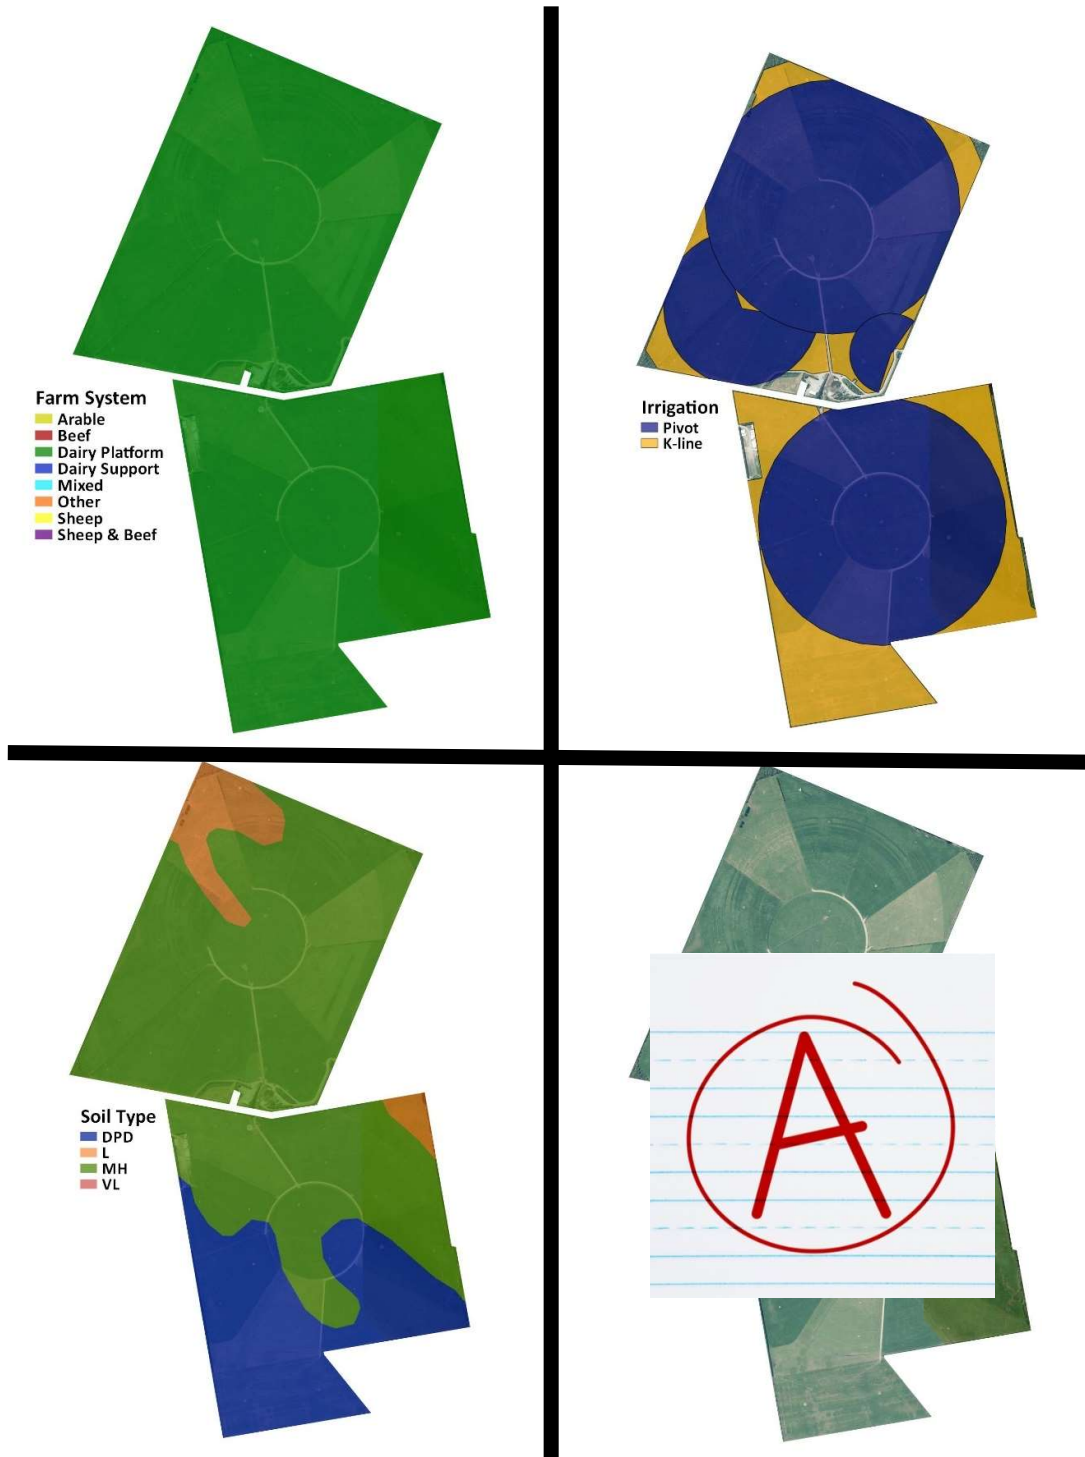 Farm System
Arable
Beef
Dairy Platform
Dairy Support
Mixed
Other
Sheep
Sheep & Beef
Irrigation
Pivot
K-line
Soil Type
DPD
L
MH
VL
A